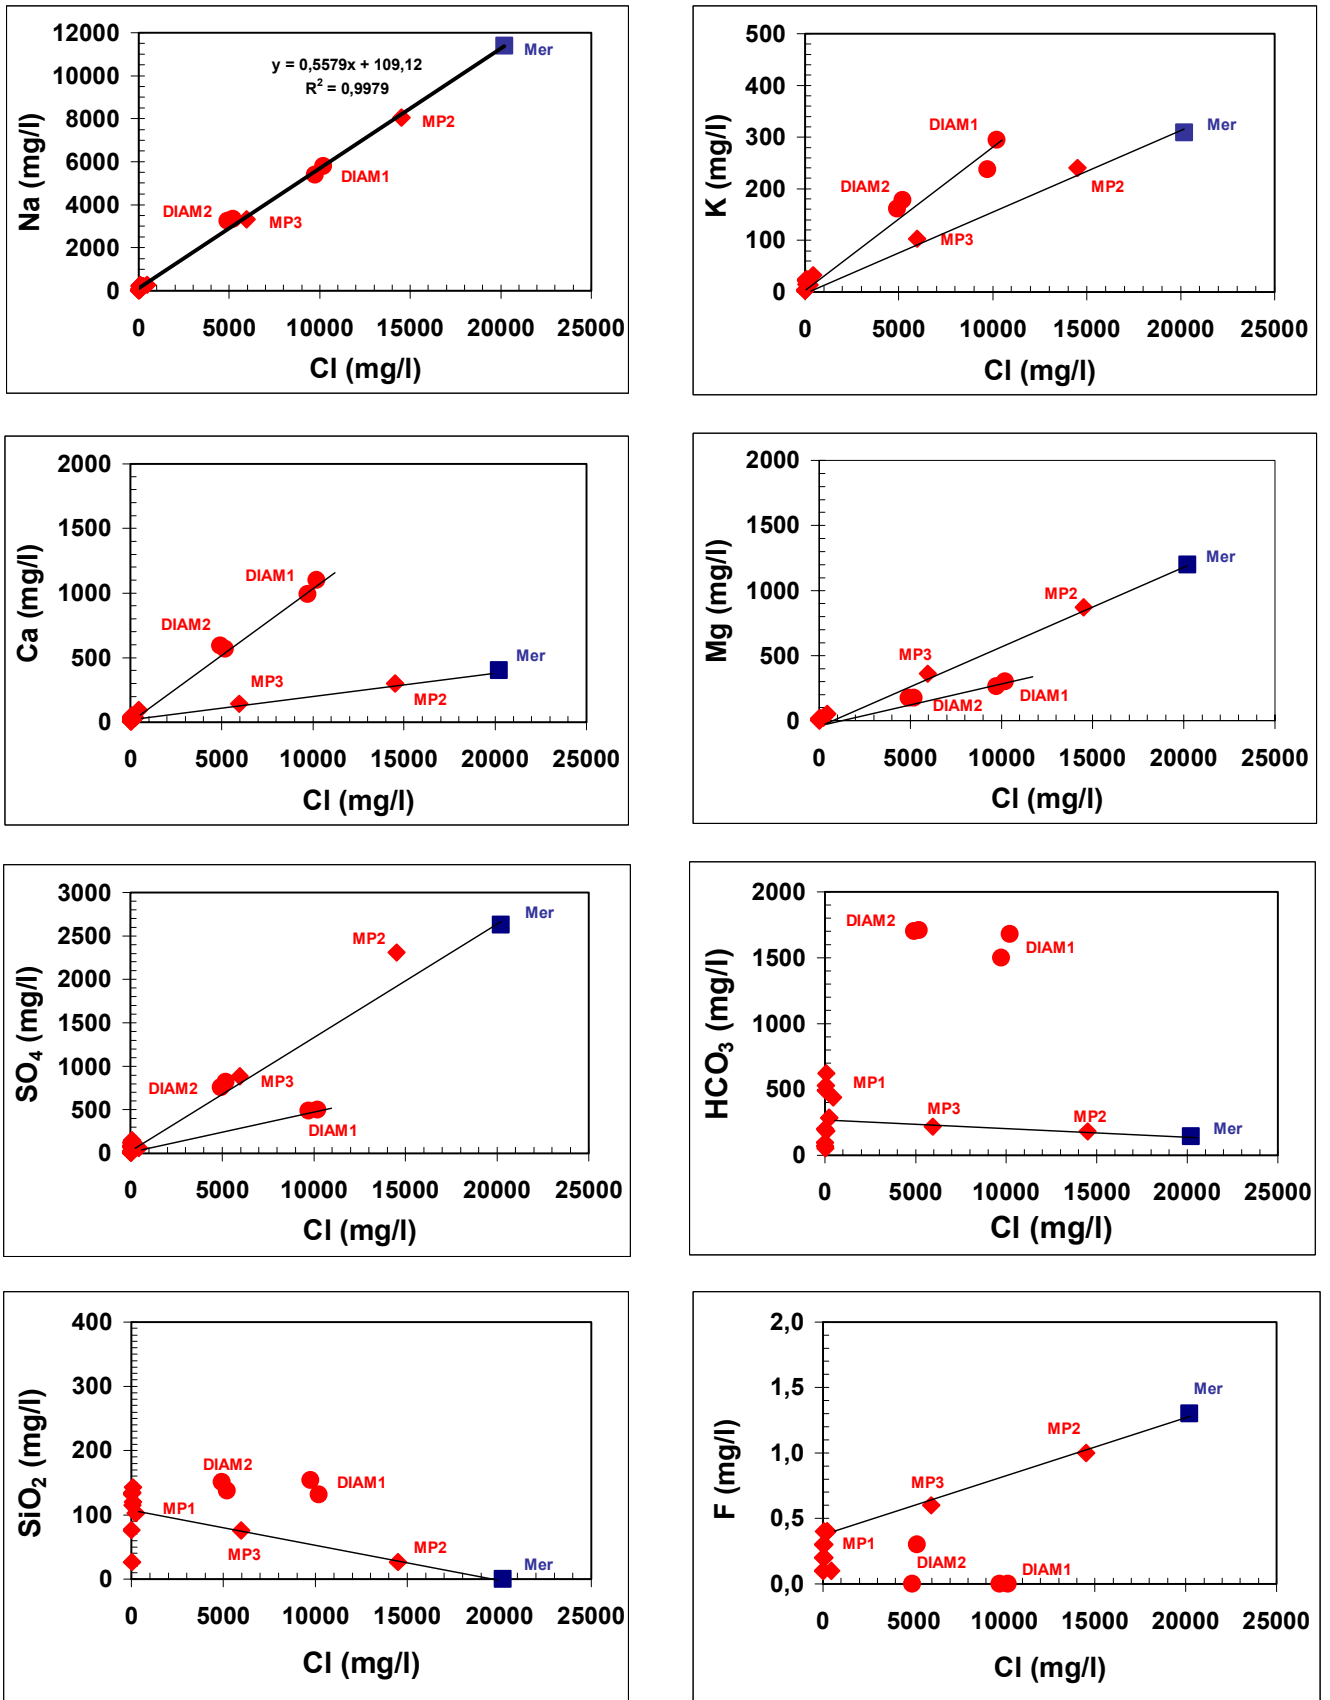 12000
10000
8000
6000
4000
2000
0
Na (mg/l)
y = 0,5579x + 109,12
R² = 0,9979
Mer
MP2
DIAM1
DIAM2
MP3
0 5000 10000 15000 20000 25000
Cl (mg/l)
500
400
300
200
100
0
K (mg/l)
DIAM1
Mer
DIAM2
MP2
MP3
0 5000 10000 15000 20000 25000
Cl (mg/l)
2000
1500
1000
500
0
Ca (mg/l)
DIAM1
DIAM2
Mer
MP3
MP2
0 5000 10000 15000 20000 25000
Cl (mg/l)
2000
1500
1000
500
0
Mg (mg/l)
Mer
MP2
MP3
DIAM2
DIAM1
0 5000 10000 15000 20000 25000
Cl (mg/l)
3000
2500
2000
1500
1000
500
0
SO₄ (mg/l)
Mer
MP2
DIAM2
MP3
DIAM1
0 5000 10000 15000 20000 25000
Cl (mg/l)
2000
1500
1000
500
0
HCO₃ (mg/l)
DIAM2
DIAM1
MP1
MP3
MP2
Mer
0 5000 10000 15000 20000 25000
Cl (mg/l)
400
300
200
100
0
SiO₂ (mg/l)
DIAM2
DIAM1
MP1
MP3
MP2
Mer
0 5000 10000 15000 20000 25000
Cl (mg/l)
2,0
1,5
1,0
0,5
0,0
F (mg/l)
Mer
MP2
MP3
MP1
DIAM2
DIAM1
0 5000 10000 15000 20000 25000
Cl (mg/l)